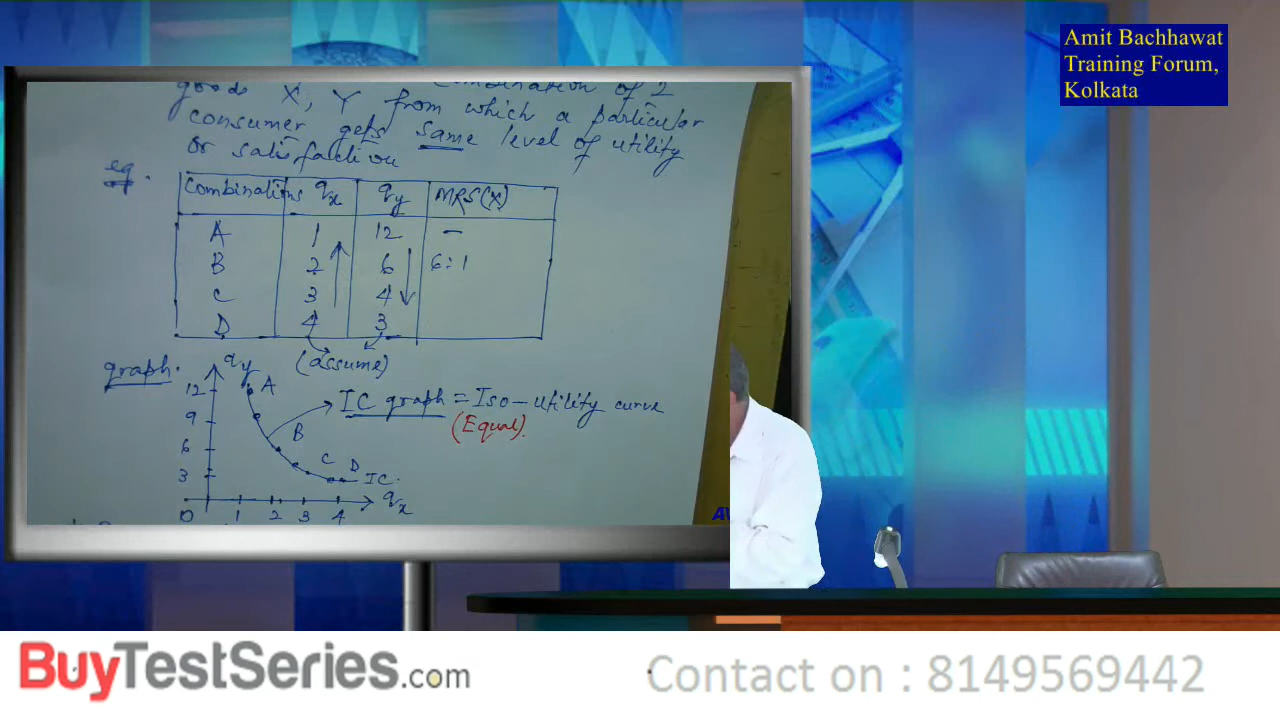 Amit Bachhawat
Training Forum,
Kolkata
goods X, Y from which a particular
consumer gets same level of utility
or satisfaction
eg.
Combinations qx qy MRS(X)
A 1 12 –
B 2 6 6:1
C 3 4
D 4 3
(assume)
graph.
qy
12 A
IC graph = Iso-utility curve
(Equal).
9
B
6
C D
3 IC.
qx
0 1 2 3 4
BuyTestSeries.com
Contact on : 8149569442